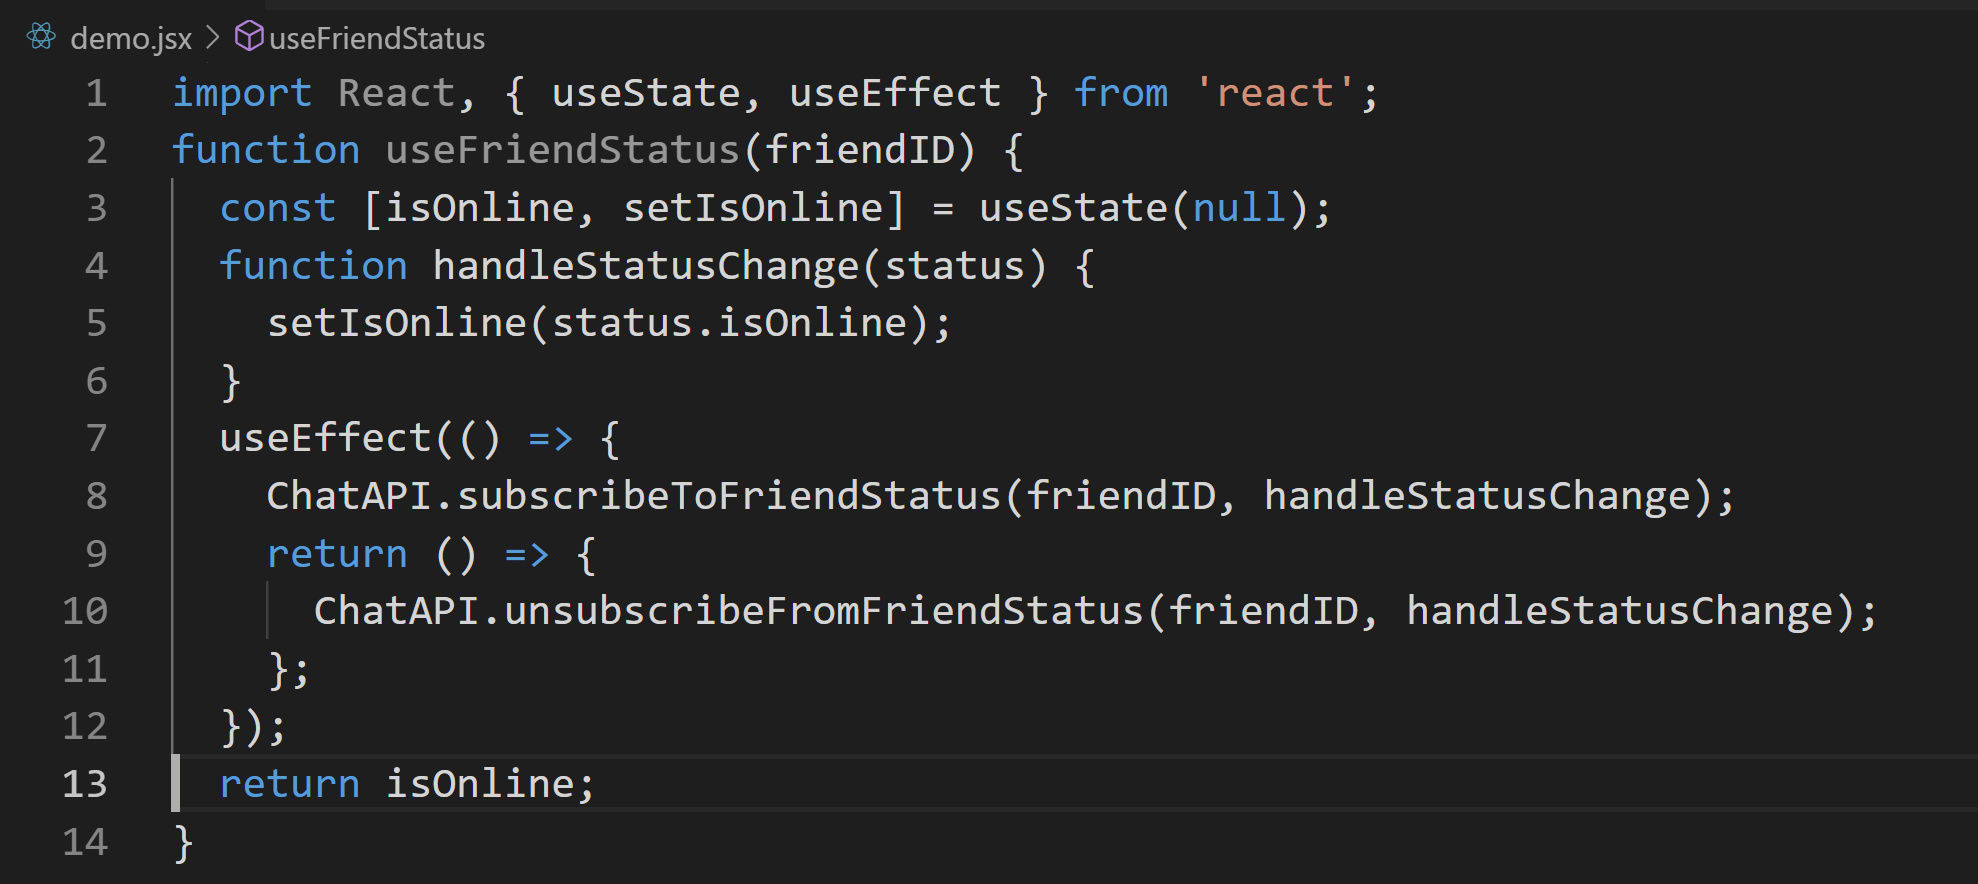 demo.jsx > useFriendStatus
1 import React, { useState, useEffect } from 'react';
2 function useFriendStatus(friendID) {
3   const [isOnline, setIsOnline] = useState(null);
4   function handleStatusChange(status) {
5     setIsOnline(status.isOnline);
6   }
7   useEffect(() => {
8     ChatAPI.subscribeToFriendStatus(friendID, handleStatusChange);
9     return () => {
10       ChatAPI.unsubscribeFromFriendStatus(friendID, handleStatusChange);
11     };
12   });
13   return isOnline;
14 }